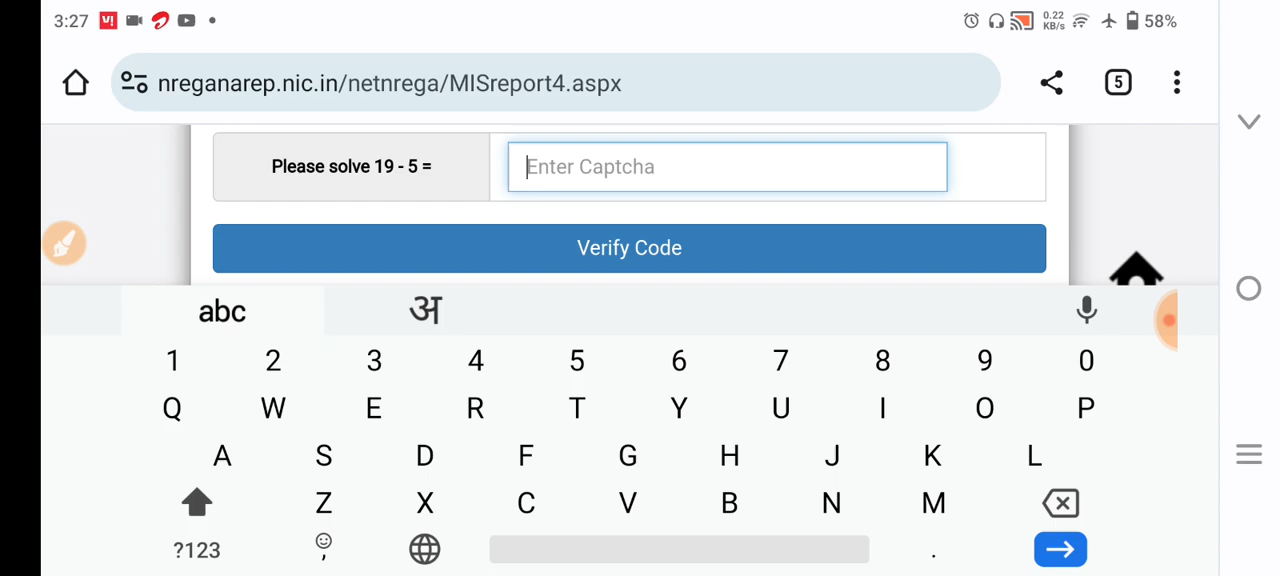 3:27 V! 0.22 KB/s 58%
nreganarep.nic.in/netnrega/MISreport4.aspx 5
Please solve 19 - 5 = Enter Captcha
Verify Code
abc अ
1 2 3 4 5 6 7 8 9 0
Q W E R T Y U I O P
A S D F G H J K L
Z X C V B N M
?123 , .